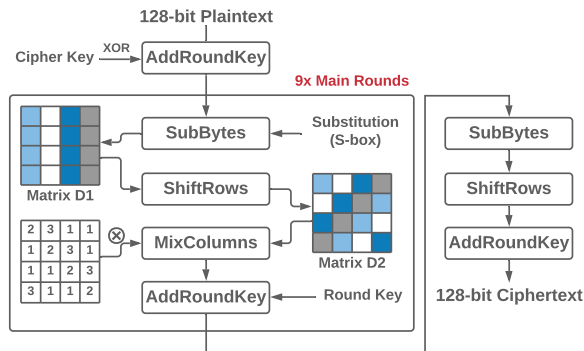 128-bit Plaintext
Cipher Key
XOR
AddRoundKey
9x Main Rounds
SubBytes
Substitution
(S-box)
Matrix D1
ShiftRows
Matrix D2
2 3 1 1
1 2 3 1
1 1 2 3
3 1 1 2
MixColumns
AddRoundKey
Round Key
SubBytes
ShiftRows
AddRoundKey
128-bit Ciphertext